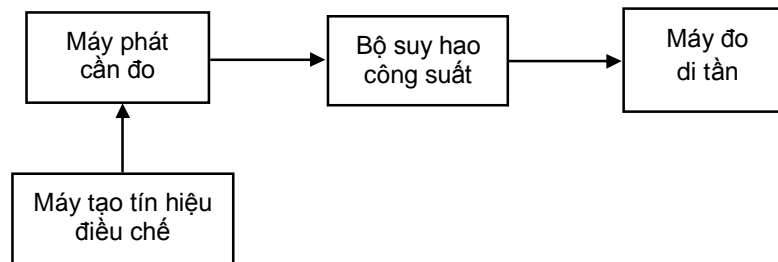 Máy phát
cần đo
Bộ suy hao
công suất
Máy đo
di tần
Máy tạo tín hiệu
điều chế